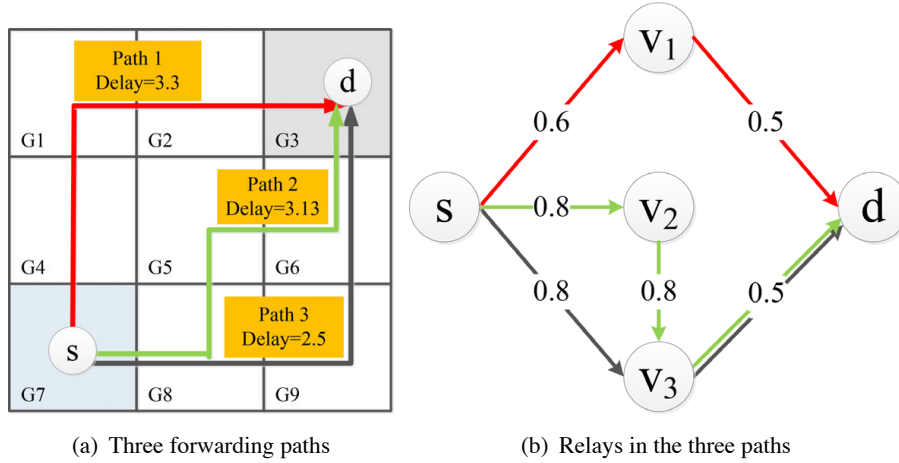 Path 1
Delay=3.3
d
G1
G2
G3
Path 2
Delay=3.13
G4
G5
G6
Path 3
Delay=2.5
s
G7
G8
G9
(a) Three forwarding paths
v1
0.6
0.5
s
0.8
v2
d
0.8
0.8
0.5
v3
(b) Relays in the three paths